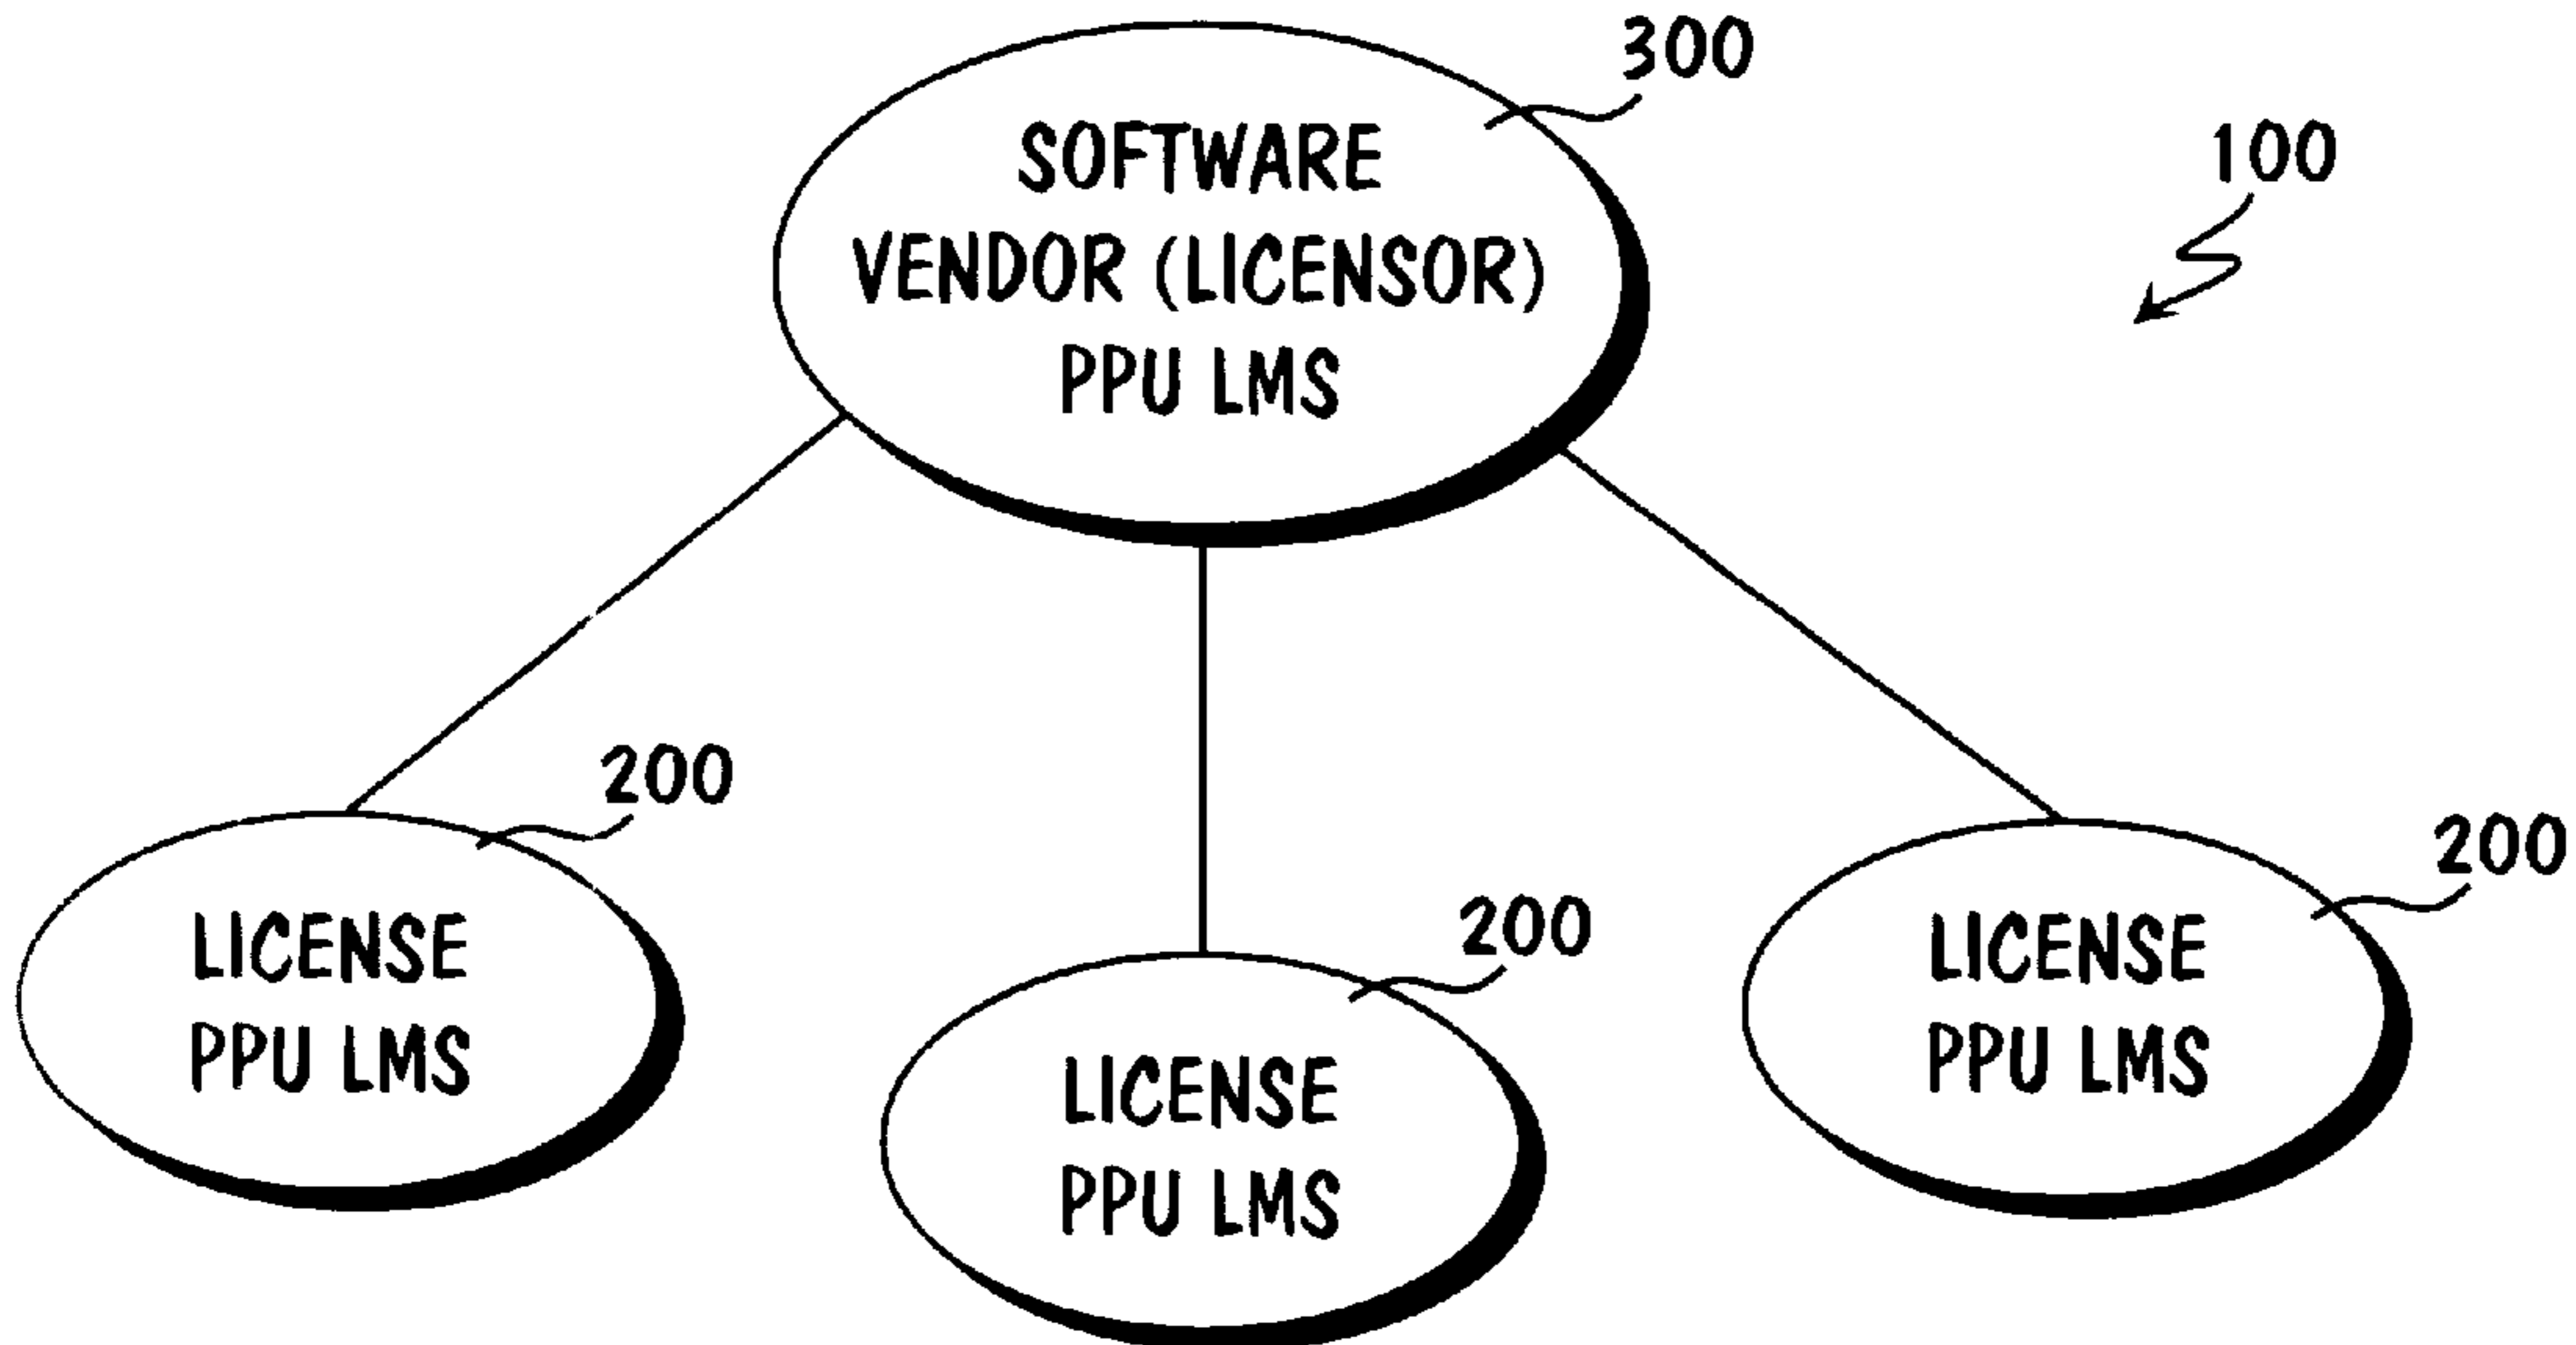 300
SOFTWARE
VENDOR (LICENSOR)
PPU LMS
100
200
LICENSE
PPU LMS
200
LICENSE
PPU LMS
200
LICENSE
PPU LMS